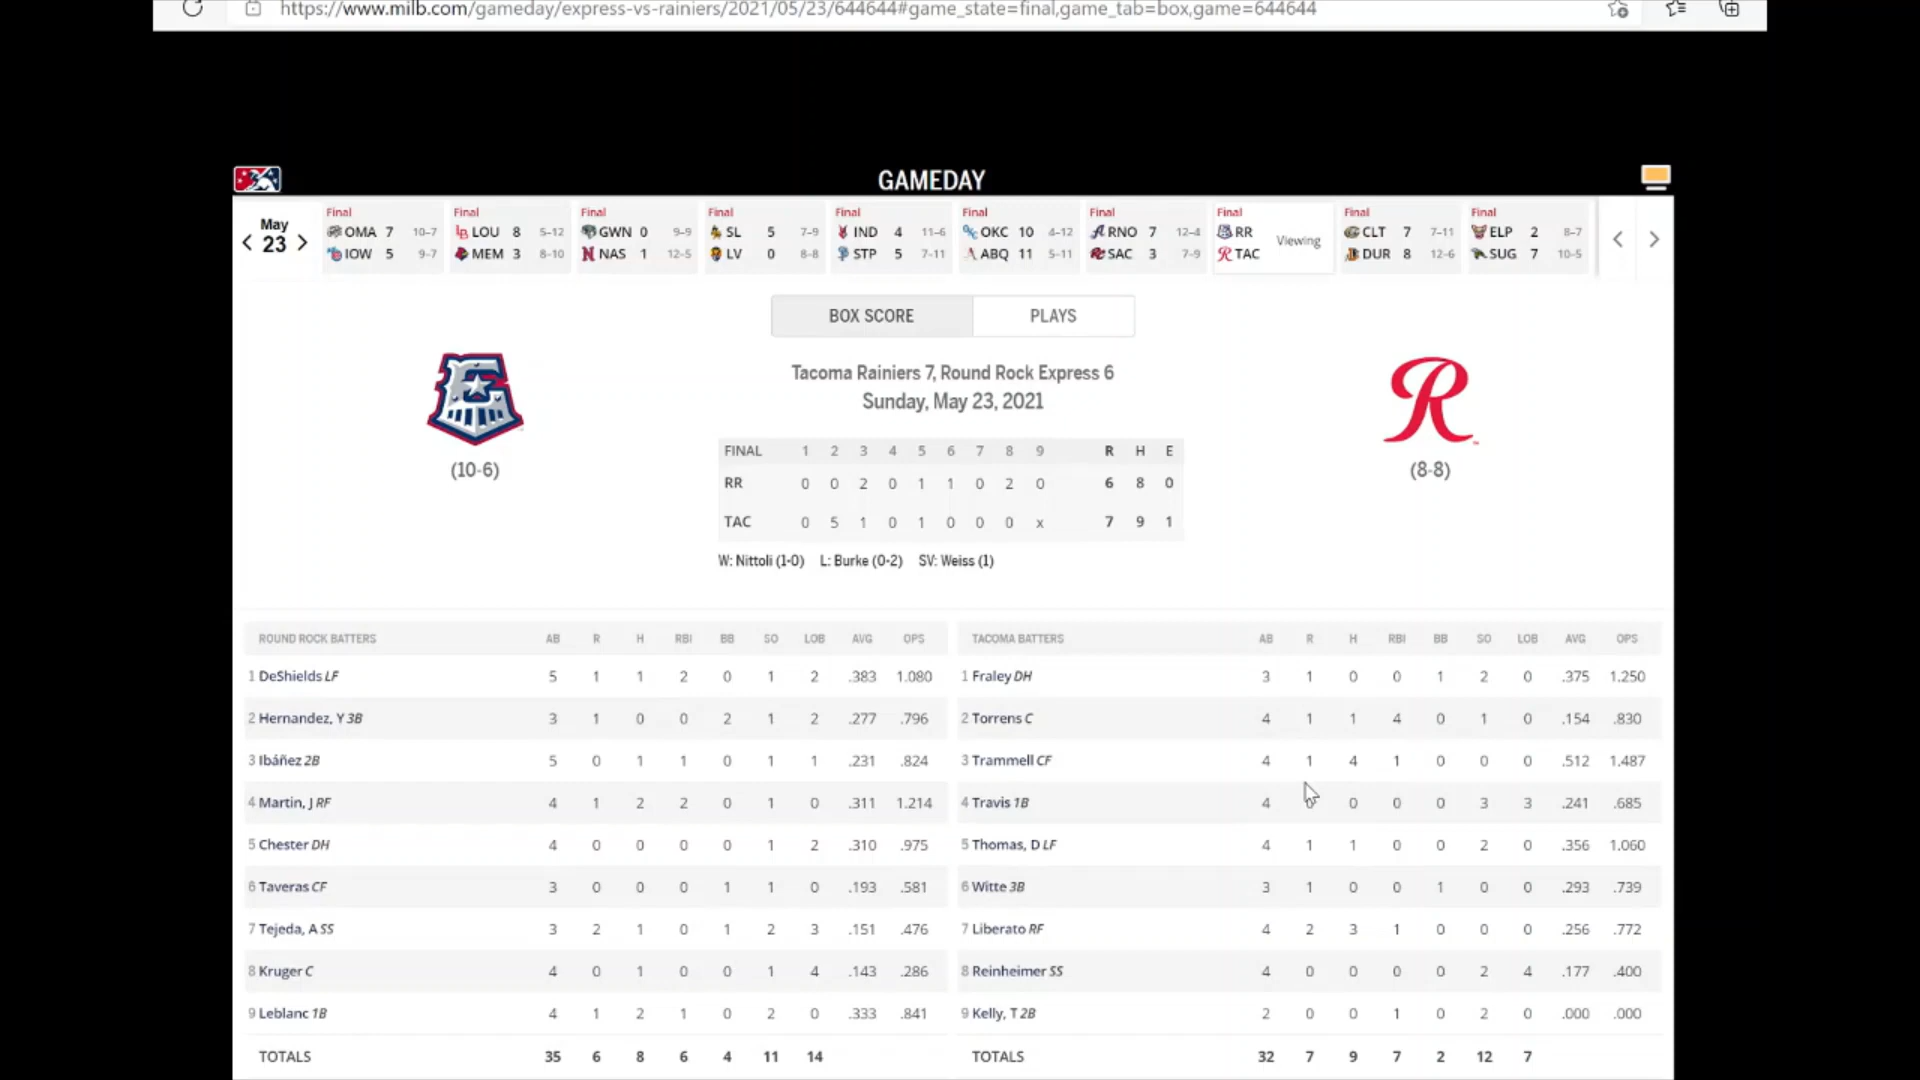 https://www.milb.com/gameday/express-vs-rainiers/2021/05/23/644644#game_state=final,game_tab=box,game=644644
GAMEDAY
May 23
Final
OMA 7 10-7
IOW 5 9-7
Final
LOU 8 5-12
MEM 3 8-10
Final
GWN 0 9-9
NAS 1 12-5
Final
SL 5 7-9
LV 0 8-8
Final
IND 4 11-6
STP 5 7-11
Final
OKC 10 4-12
ABQ 11 5-11
Final
RNO 7 12-4
SAC 3 7-9
Final
RR
TAC
Viewing
Final
CLT 7 7-11
DUR 8 12-6
Final
ELP 2 8-7
SUG 7 10-5
BOX SCORE PLAYS
E
(10-6)
Tacoma Rainiers 7, Round Rock Express 6
Sunday, May 23, 2021
R
(8-8)
FINAL 1 2 3 4 5 6 7 8 9 R H E
RR 0 0 2 0 1 1 0 2 0 6 8 0
TAC 0 5 1 0 1 0 0 0 x 7 9 1
W: Nittoli (1-0) L: Burke (0-2) SV: Weiss (1)
ROUND ROCK BATTERS AB R H RBI BB SO LOB AVG OPS
1 DeShields LF 5 1 1 2 0 1 2 .383 1.080
2 Hernandez, Y 3B 3 1 0 0 2 1 2 .277 .796
3 Ibáñez 2B 5 0 1 1 0 1 1 .231 .824
4 Martin, J RF 4 1 2 2 0 1 0 .311 1.214
5 Chester DH 4 0 0 0 0 1 2 .310 .975
6 Taveras CF 3 0 0 0 1 1 0 .193 .581
7 Tejeda, A SS 3 2 1 0 1 2 3 .151 .476
8 Kruger C 4 0 1 0 0 1 4 .143 .286
9 Leblanc 1B 4 1 2 1 0 2 0 .333 .841
TOTALS 35 6 8 6 4 11 14
TACOMA BATTERS AB R H RBI BB SO LOB AVG OPS
1 Fraley DH 3 1 0 0 1 2 0 .375 1.250
2 Torrens C 4 1 1 4 0 1 0 .154 .830
3 Trammell CF 4 1 4 1 0 0 0 .512 1.487
4 Travis 1B 4 0 0 0 0 3 3 .241 .685
5 Thomas, D LF 4 1 1 0 0 2 0 .356 1.060
6 Witte 3B 3 1 0 0 1 0 0 .293 .739
7 Liberato RF 4 2 3 1 0 0 0 .256 .772
8 Reinheimer SS 4 0 0 0 0 2 4 .177 .400
9 Kelly, T 2B 2 0 0 1 0 2 0 .000 .000
TOTALS 32 7 9 7 2 12 7